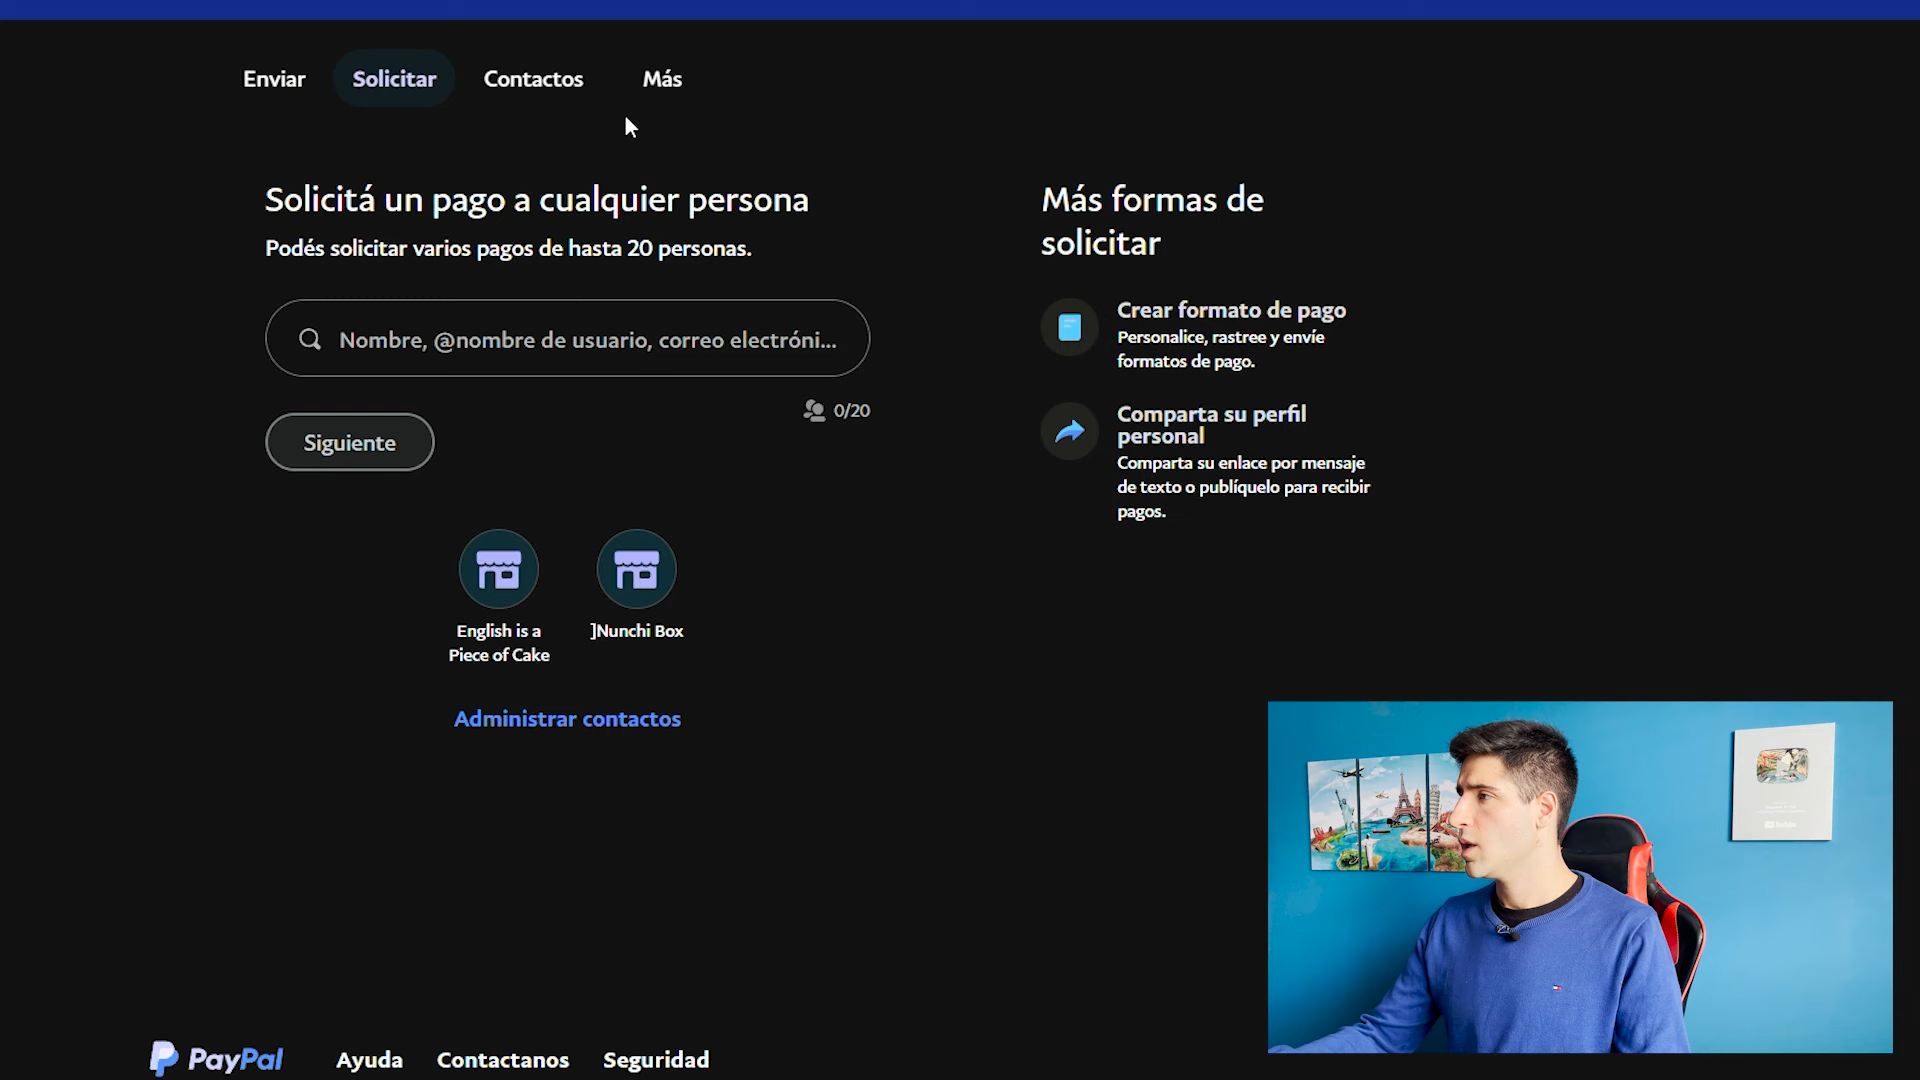 Enviar
Solicitar
Contactos
Más
Solicitá un pago a cualquier persona
Podés solicitar varios pagos de hasta 20 personas.
Nombre, @nombre de usuario, correo electróni...
0/20
Siguiente
English is a
Piece of Cake
]Nunchi Box
Administrar contactos
Más formas de
solicitar
Crear formato de pago
Personalice, rastree y envíe
formatos de pago.
Comparta su perfil
personal
Comparta su enlace por mensaje
de texto o publíquelo para recibir
pagos.
PayPal
Ayuda
Contactanos
Seguridad